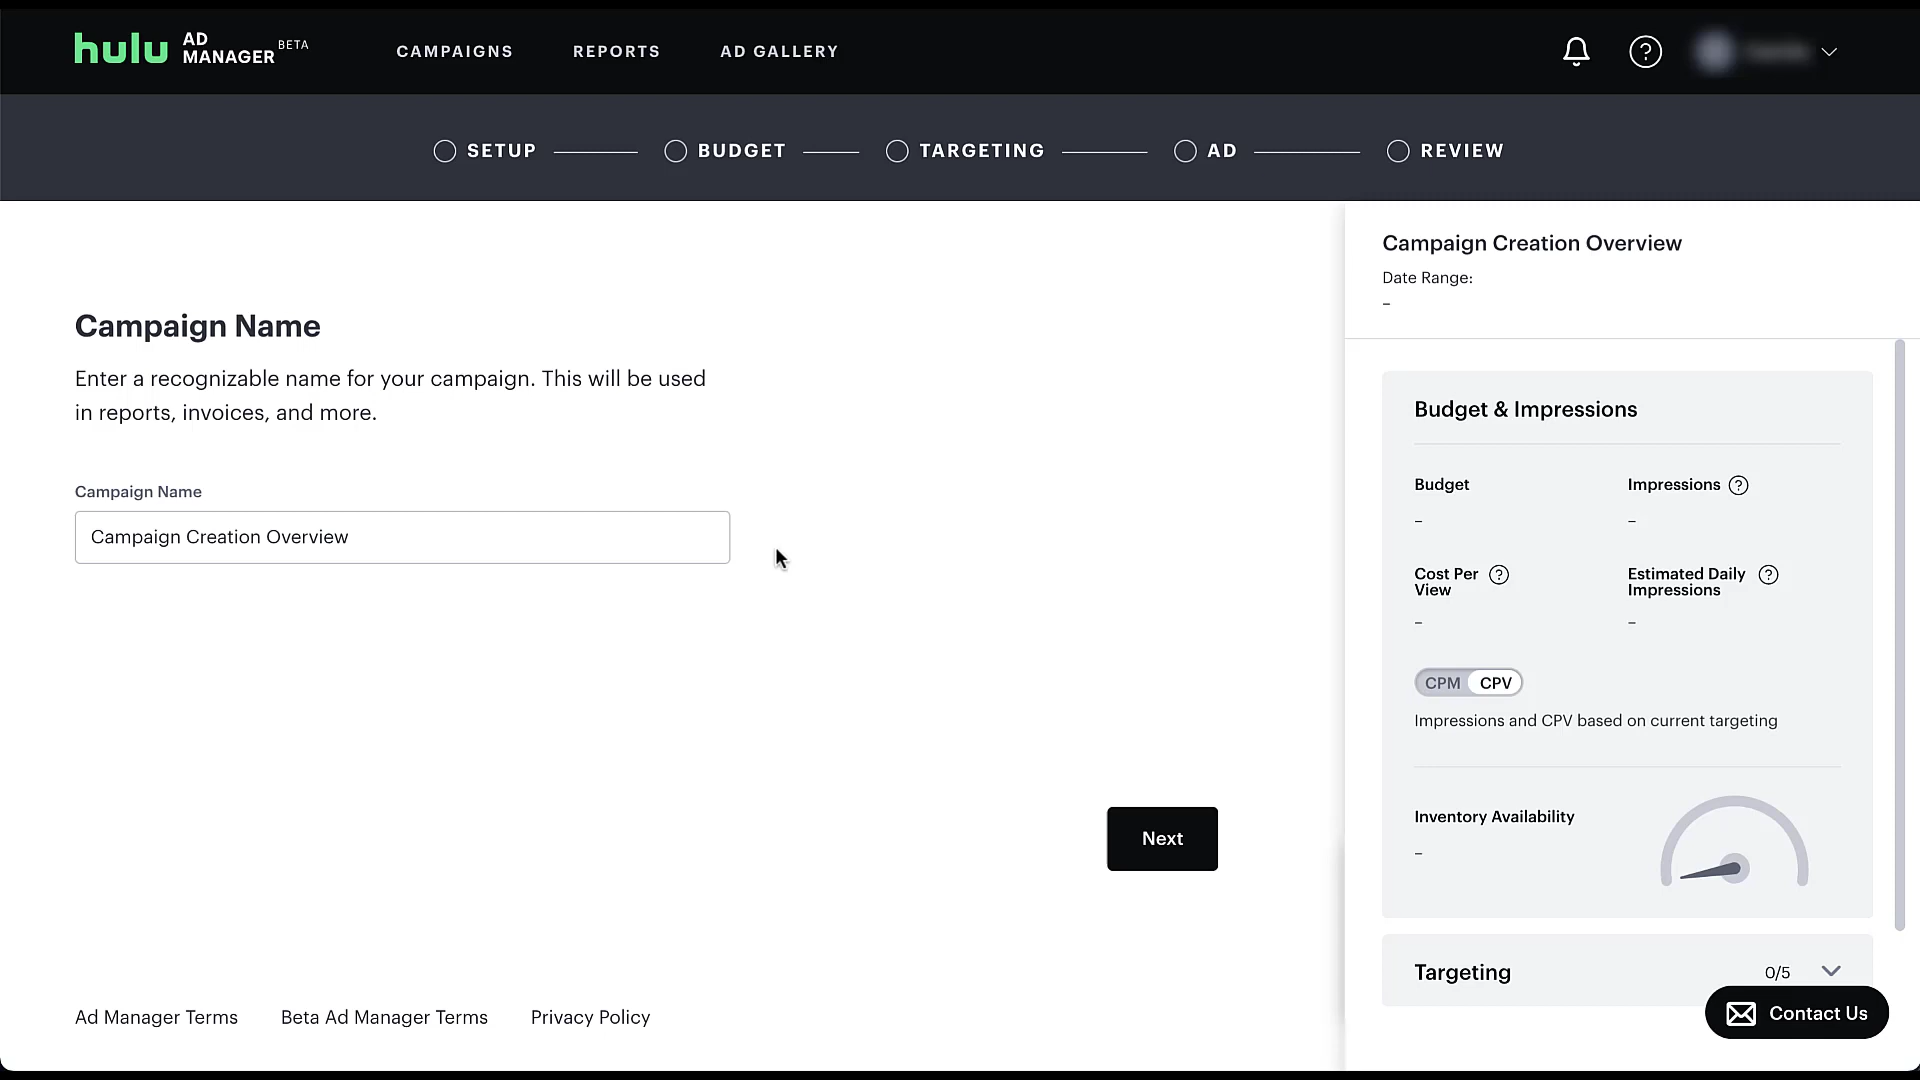 hulu AD MANAGER BETA
CAMPAIGNS
REPORTS
AD GALLERY
SETUP
BUDGET
TARGETING
AD
REVIEW
Campaign Name
Enter a recognizable name for your campaign. This will be used
in reports, invoices, and more.
Campaign Name
Campaign Creation Overview
Next
Ad Manager Terms
Beta Ad Manager Terms
Privacy Policy
Campaign Creation Overview
Date Range:
–
Budget & Impressions
Budget
–
Impressions ?
–
Cost Per View ?
–
Estimated Daily Impressions ?
–
CPM CPV
Impressions and CPV based on current targeting
Inventory Availability
–
Targeting 0/5
Contact Us